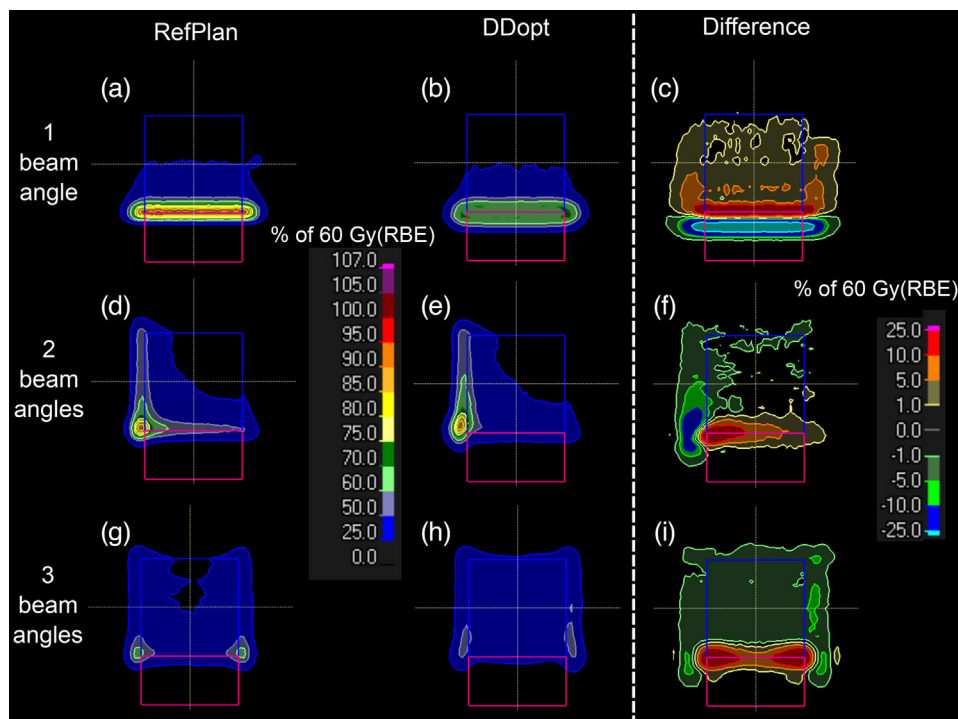 RefPlan
DDopt
Difference
(a)
(b)
(c)
1
beam
angle
% of 60 Gy(RBE)
107.0
105.0
100.0
95.0
90.0
85.0
80.0
75.0
70.0
60.0
50.0
25.0
0.0
(d)
(e)
(f)
2
beam
angles
% of 60 Gy(RBE)
25.0
10.0
5.0
1.0
0.0
-1.0
-5.0
-10.0
-25.0
(g)
(h)
(i)
3
beam
angles